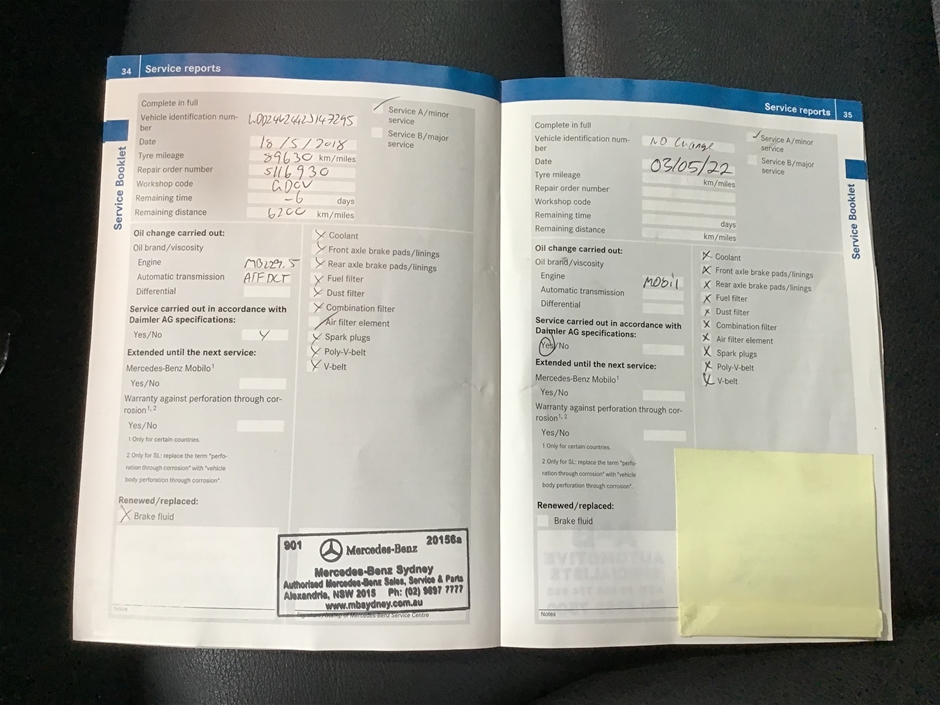 34 Service reports
Complete in full
Service A/minor service
Vehicle identification number
Service B/major service
Date 18/5/2018
Tyre mileage 89630 km/miles
Repair order number 5116930
Workshop code
Remaining time -6 days
Remaining distance 6200 km/miles
Service Booklet
Oil change carried out:
Oil brand/viscosity
Engine MB229.5
Automatic transmission ATF DCT
Differential
Service carried out in accordance with
Daimler AG specifications:
Yes/No Y
Extended until the next service:
Mercedes-Benz Mobilo¹
Yes/No
Warranty against perforation through cor-
rosion¹,²
Yes/No
1 Only for certain countries.
2 Only for SL: replace the term "perfo-
ration through corrosion" with "vehicle
body perforation through corrosion".
Coolant
Front axle brake pads/linings
Rear axle brake pads/linings
Fuel filter
Dust filter
Combination filter
Air filter element
Spark plugs
Poly-V-belt
V-belt
Renewed/replaced:
Brake fluid
901 Mercedes-Benz 20156a
Mercedes-Benz Sydney
Authorised Mercedes-Benz Sales, Service & Parts
Alexandria, NSW 2015 Ph: (02) 9697 7777
www.mbsydney.com.au
Service reports 35
Complete in full
Service A/minor
service
Vehicle identification num-
ber NO Change
Service B/major
service
Date 03/05/22
Tyre mileage km/miles
Repair order number
Workshop code
Remaining time days
Remaining distance km/miles
Service Booklet
Oil change carried out:
Oil brand/viscosity
Engine Mobil
Automatic transmission
Differential
Service carried out in accordance with
Daimler AG specifications:
Yes/No
Extended until the next service:
Mercedes-Benz Mobilo¹
Yes/No
Warranty against perforation through cor-
rosion¹,²
Yes/No
1 Only for certain countries.
2 Only for SL: replace the term "perfo-
ration through corrosion" with "vehicle
body perforation through corrosion".
Coolant
Front axle brake pads/linings
Rear axle brake pads/linings
Fuel filter
Dust filter
Combination filter
Air filter element
Spark plugs
Poly-V-belt
V-belt
Renewed/replaced:
Brake fluid
Notes